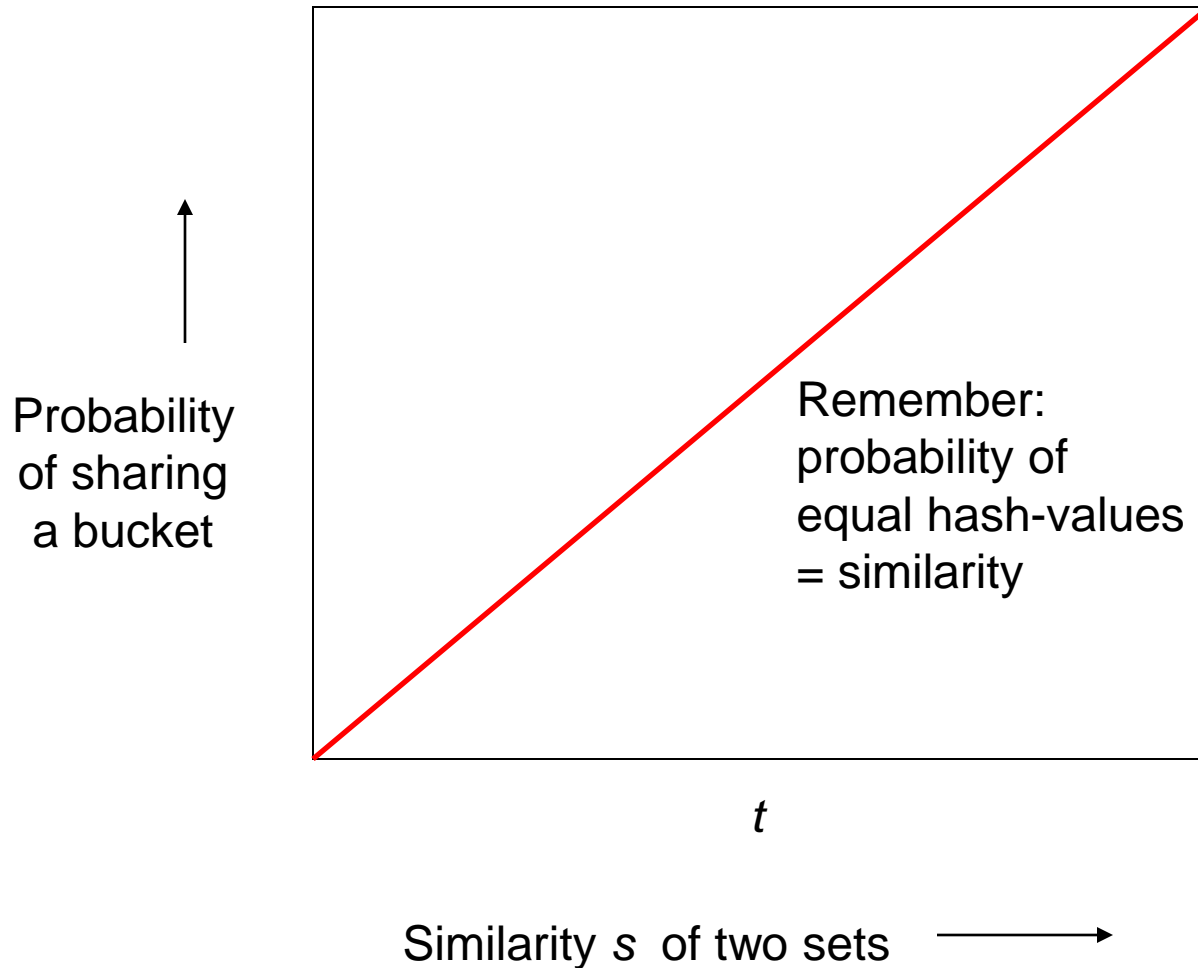 Probability
of sharing
a bucket
Remember:
probability of
equal hash-values
= similarity
t
Similarity s of two sets